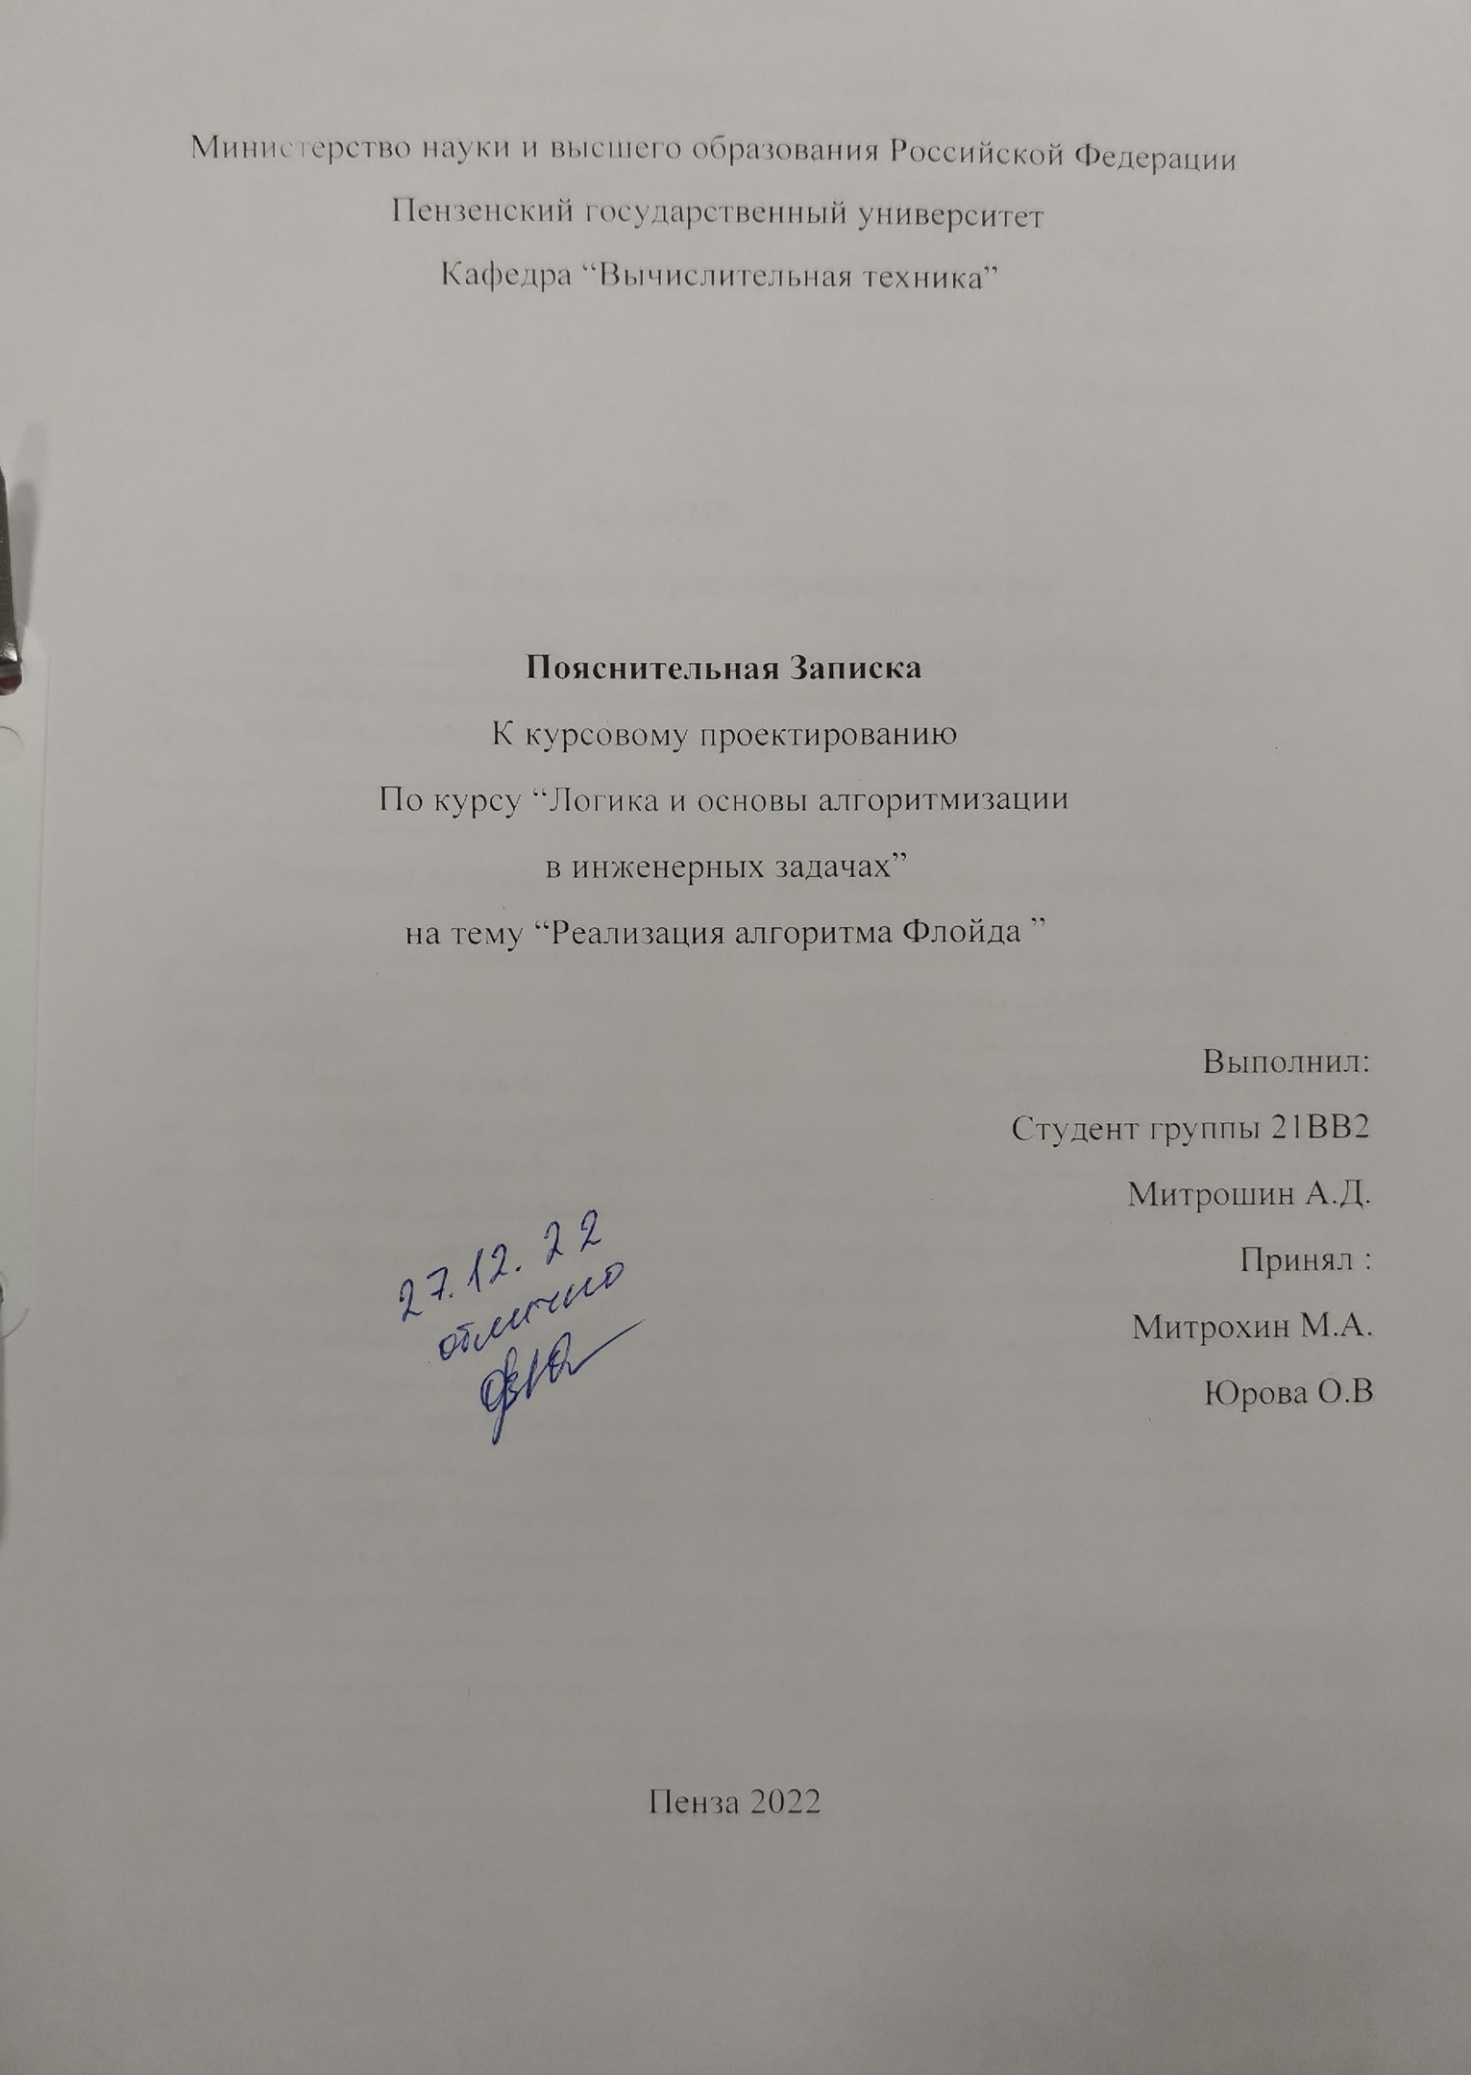 Министерство науки и высшего образования Российской Федерации
Пензенский государственный университет
Кафедра “Вычислительная техника”
Пояснительная Записка
К курсовому проектированию
По курсу “Логика и основы алгоритмизации
в инженерных задачах”
на тему “Реализация алгоритма Флойда ”
Выполнил:
Студент группы 21ВВ2
Митрошин А.Д.
Принял :
Митрохин М.А.
Юрова О.В
27.12.22
отлично
Пенза 2022